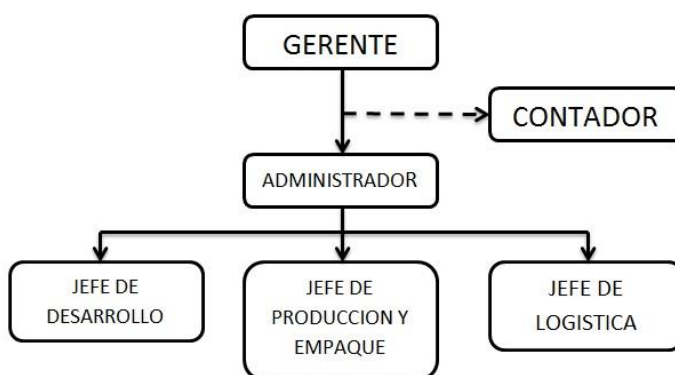 GERENTE
CONTADOR
ADMINISTRADOR
JEFE DE
DESARROLLO
JEFE DE
PRODUCCION Y
EMPAQUE
JEFE DE
LOGISTICA